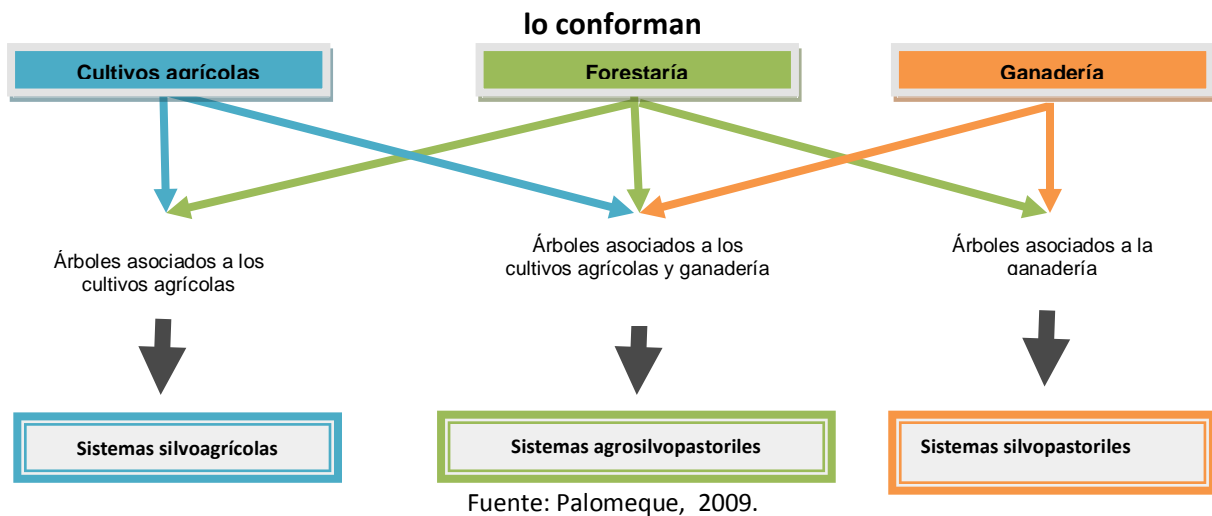 lo conforman
Cultivos agrícolas
Forestaría
Ganadería
Árboles asociados a los
cultivos agrícolas
Árboles asociados a los
cultivos agrícolas y ganadería
Árboles asociados a la
ganadería
Sistemas silvoagrícolas
Sistemas agrosilvopastoriles
Sistemas silvopastoriles
Fuente: Palomeque, 2009.